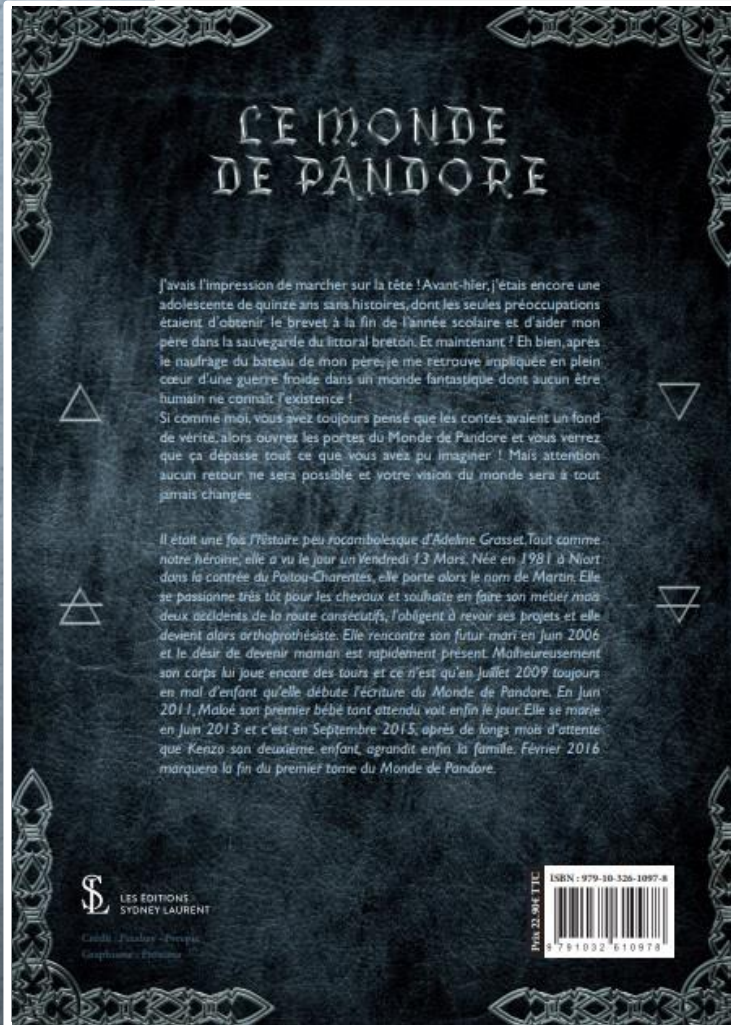 LE MONDE
DE PANDORE
J'avais l'impression de marcher sur la tête ! Avant-hier, j'étais encore une
adolescente de quinze ans sans histoires, dont les seules préoccupations
étaient d'obtenir le brevet à la fin de l'année scolaire et d'aider mon
père dans la sauvegarde du littoral breton. Et maintenant ? Eh bien, après
le naufrage du bateau de mon père, je me retrouve impliquée en plein
cœur d'une guerre froide dans un monde fantastique dont aucun être
humain ne connaît l'existence !
Si comme moi, vous avez toujours pensé que les contes avaient un fond
de vérité, alors ouvrez les portes du Monde de Pandore et vous verrez
que ça dépasse tout ce que vous avez pu imaginer ! Mais attention
aucun retour ne sera possible et votre vision du monde sera à tout
jamais changée
Il était une fois l'histoire peu rocambolesque d'Adeline Grasset. Tout comme
notre héroïne, elle a vu le jour un Vendredi 13 Mars. Née en 1981 à Niort
dans la contrée du Poitou-Charentes, elle porte alors le nom de Martin. Elle
se passionne très tôt pour les chevaux et souhaite en faire son métier mais
deux accidents de la route consécutifs, l'obligent à revoir ses projets et elle
devient alors orthoprothésiste. Elle rencontre son futur mari en Juin 2006
et le désir de devenir maman est rapidement présent. Malheureusement
son corps lui joue encore des tours et ce n'est qu'en Juillet 2009 toujours
en mal d'enfant qu'elle débute l'écriture du Monde de Pandore. En Juin
2011, Maloé son premier bébé tant attendu voit enfin le jour. Elle se marie
en Juin 2013 et c'est en Septembre 2015, après de longs mois d'attente
que Kenzo son deuxième enfant, agrandit enfin la famille. Février 2016
marquera la fin du premier tome du Monde de Pandore.
SL
LES ÉDITIONS
SYDNEY LAURENT
Crédit : Pixabay - Freepik
Graphisme :
Prix 22.90€ TTC
ISBN : 979-10-326-1097-8
9 791032 610978